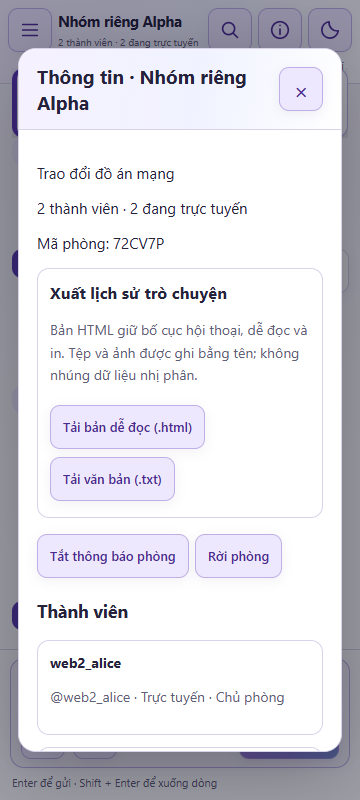 Nhóm riêng Alpha
2 thành viên · 2 đang trực tuyến
Thông tin · Nhóm riêng
Alpha
×
Trao đổi đồ án mạng
2 thành viên · 2 đang trực tuyến
Mã phòng: 72CV7P
Xuất lịch sử trò chuyện
Bản HTML giữ bố cục hội thoại, dễ đọc và
in. Tệp và ảnh được ghi bằng tên; không
nhúng dữ liệu nhị phân.
Tải bản dễ đọc (.html)
Tải văn bản (.txt)
Tắt thông báo phòng
Rời phòng
Thành viên
web2_alice
@web2_alice · Trực tuyến · Chủ phòng
Enter để gửi · Shift + Enter để xuống dòng